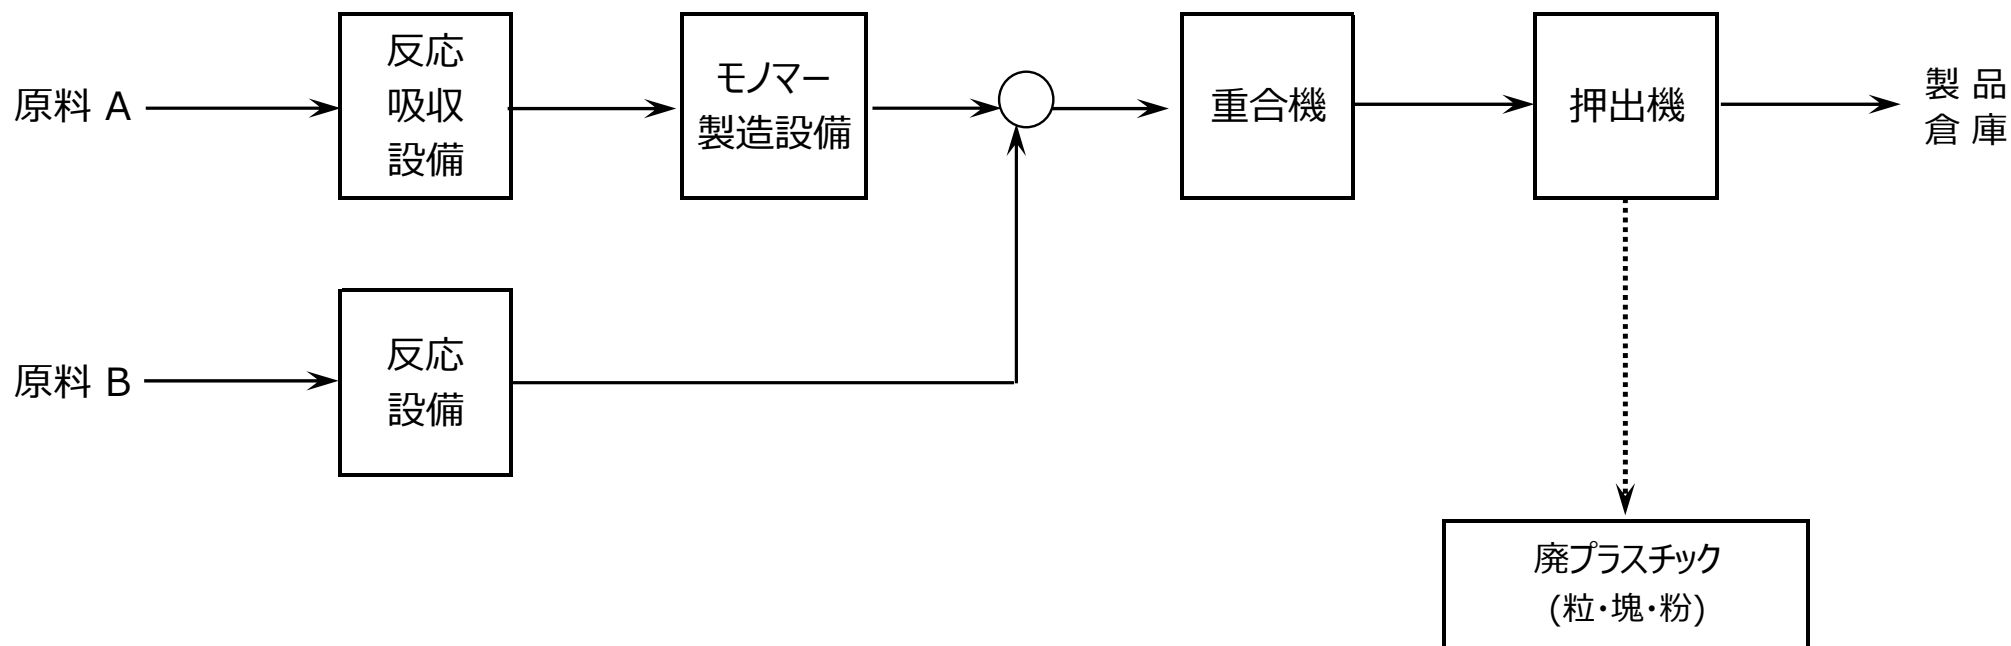 原料 A
反応
吸収
設備
モノマー
製造設備
重合機
押出機
製 品
倉 庫
原料 B
反応
設備
廃プラスチック
(粒・塊・粉)